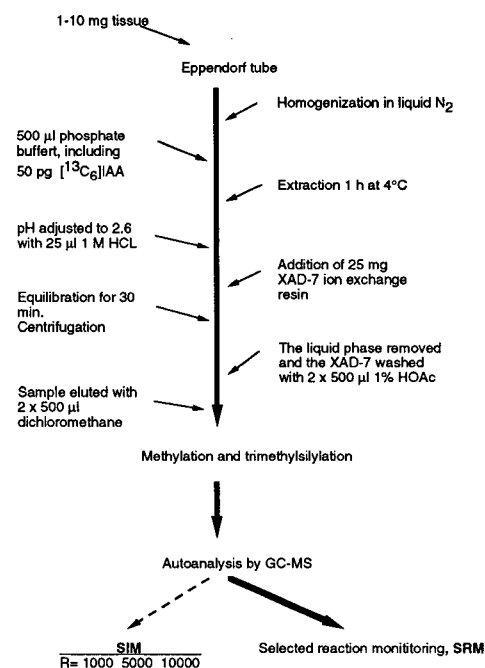 1-10 mg tissue
Eppendorf tube
Homogenization in liquid N2
500 µl phosphate
buffert, including
50 pg [13C6]IAA
Extraction 1 h at 4°C
pH adjusted to 2.6
with 25 µl 1 M HCL
Addition of 25 mg
XAD-7 ion exchange
resin
Equilibration for 30
min.
Centrifugation
The liquid phase removed
and the XAD-7 washed
with 2 x 500 µl 1% HOAc
Sample eluted with
2 x 500 µl
dichloromethane
Methylation and trimethylsilylation
Autoanalysis by GC-MS
SIM
R= 1000 5000 10000
Selected reaction monititoring, SRM